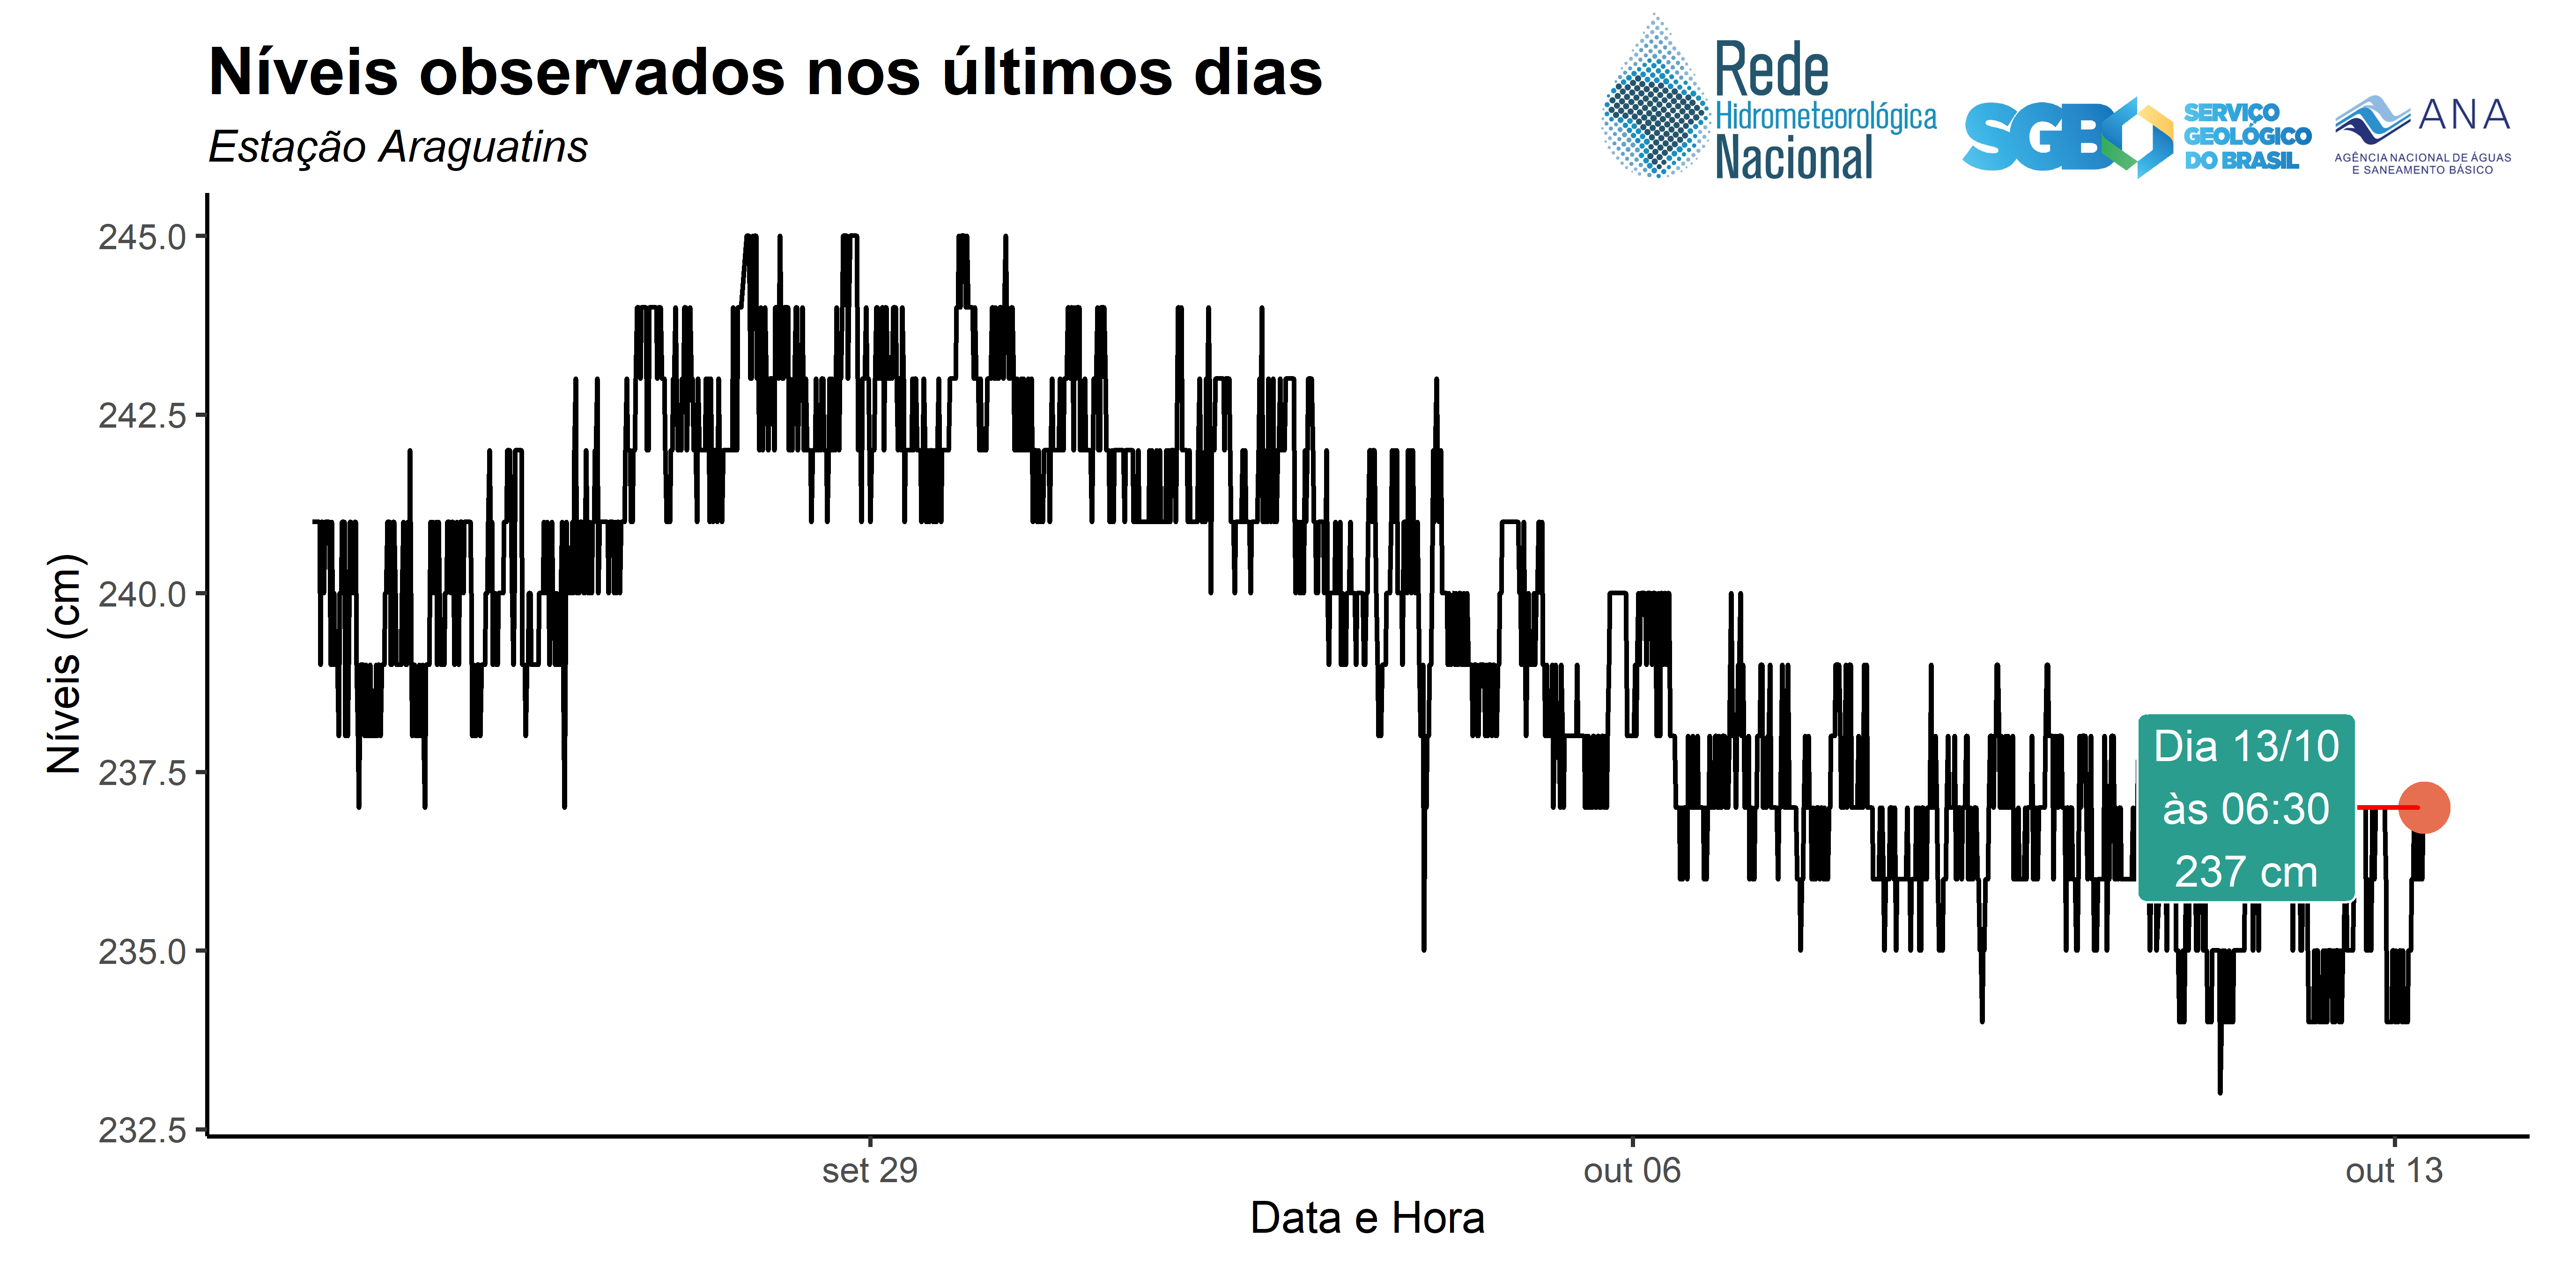 Níveis observados nos últimos dias
Estação Araguatins
Rede
Hidrometeorológica
Nacional
SGB
SERVIÇO
GEOLÓGICO
DO BRASIL
ANA
AGÊNCIA NACIONAL DE ÁGUAS
E SANEAMENTO BÁSICO
Níveis (cm)
245.0
242.5
240.0
237.5
235.0
232.5
Dia 13/10
às 06:30
237 cm
set 29
out 06
out 13
Data e Hora